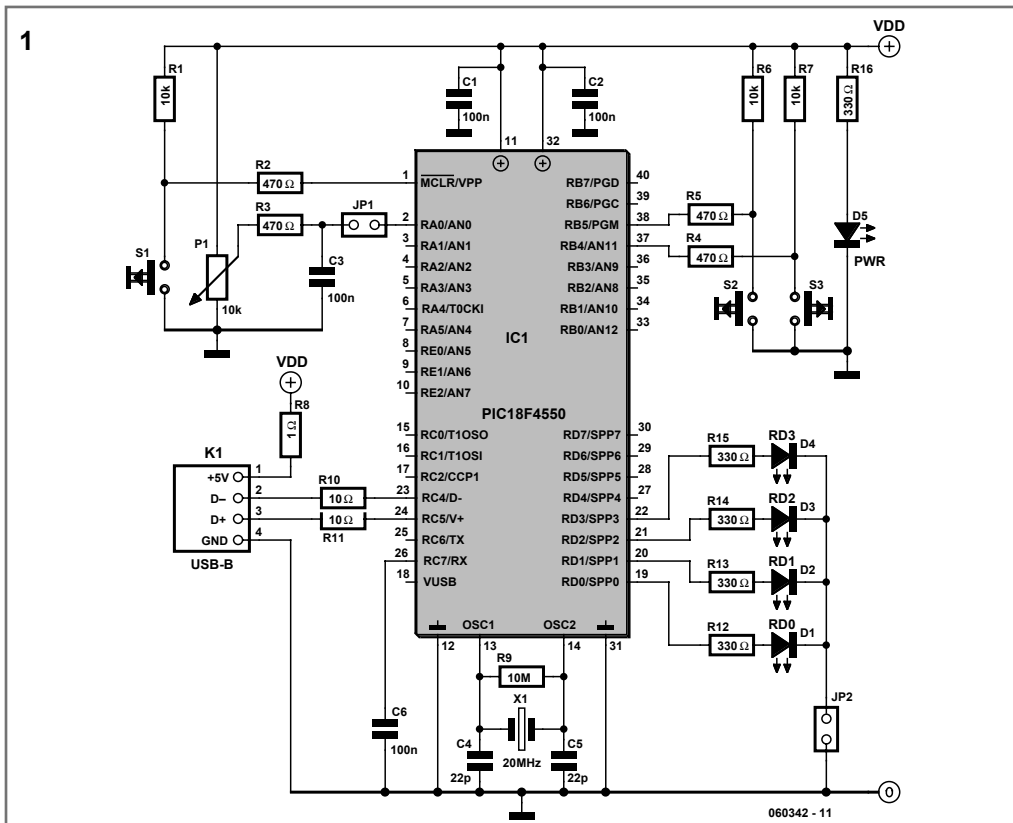 1
VDD
R1
10k
C1
100n
C2
100n
R6
10k
R7
10k
R16
330 Ω
11
32
R2
470 Ω
1
MCLR/VPP
RB7/PGD
40
RB6/PGC
39
R3
470 Ω
JP1
2
RA0/AN0
RB5/PGM
38
R5
470 Ω
3
RA1/AN1
RB4/AN11
37
R4
470 Ω
D5
PWR
S1
P1
10k
C3
100n
4
RA2/AN2
RB3/AN9
36
5
RA3/AN3
RB2/AN8
35
S2
S3
6
RA4/T0CKI
RB1/AN10
34
7
RA5/AN4
RB0/AN12
33
8
RE0/AN5
IC1
9
RE1/AN6
10
RE2/AN7
VDD
R8
1Ω
PIC18F4550
15
RC0/T1OSO
RD7/SPP7
30
16
RC1/T1OSI
RD6/SPP6
29
17
RC2/CCP1
RD5/SPP5
28
K1
+5V
1
D–
2
D+
3
GND
4
USB-B
R10
10Ω
23
RC4/D-
RD4/SPP4
27
R11
10Ω
24
RC5/V+
RD3/SPP3
22
R15
330 Ω
RD3
D4
25
RC6/TX
RD2/SPP2
21
R14
330 Ω
RD2
D3
26
RC7/RX
RD1/SPP1
20
R13
330 Ω
RD1
D2
18
VUSB
RD0/SPP0
19
R12
330 Ω
RD0
D1
OSC1
OSC2
12
13
14
31
R9
10M
X1
20MHz
C6
100n
C4
22p
C5
22p
JP2
0
060342 - 11